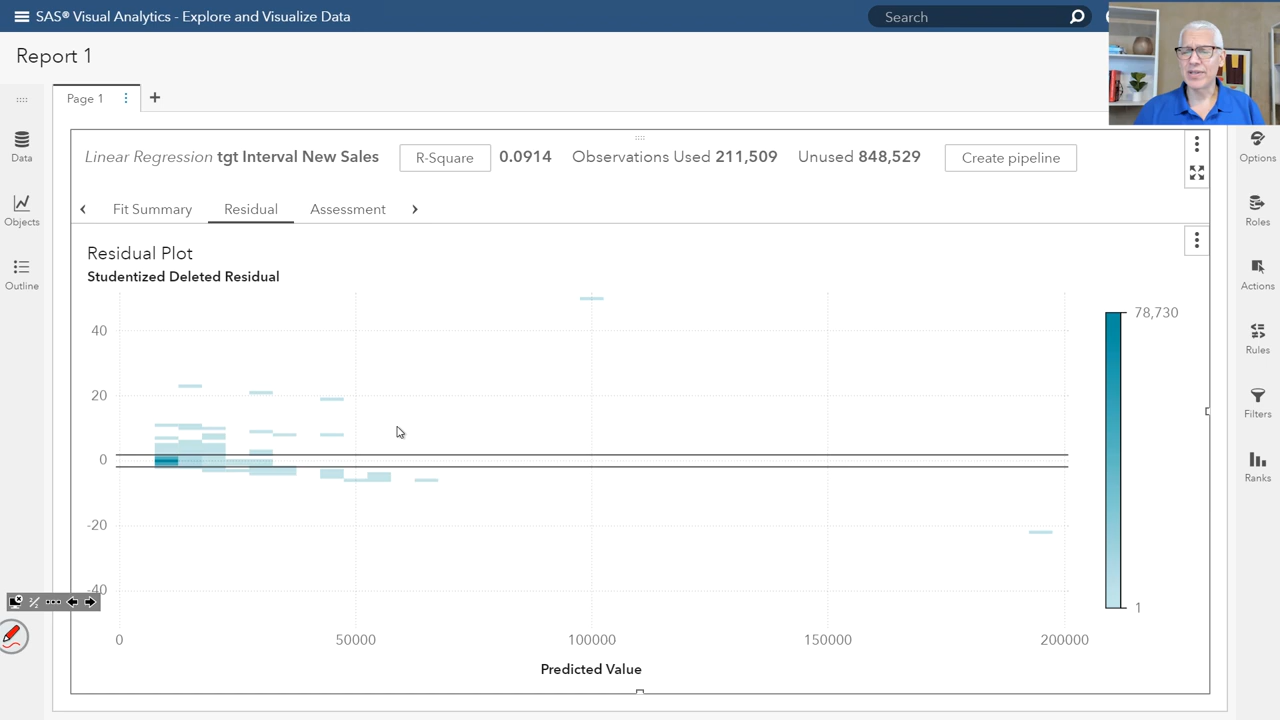 SAS® Visual Analytics - Explore and Visualize Data
Search
Report 1
Page 1
Data
Objects
Outline
Linear Regression tgt Interval New Sales R-Square 0.0914 Observations Used 211,509 Unused 848,529 Create pipeline
Fit Summary Residual Assessment
Residual Plot
Studentized Deleted Residual
40
20
0
-20
-40
0 50000 100000 150000 200000
Predicted Value
78,730
1
Options
Roles
Actions
Rules
Filters
Ranks